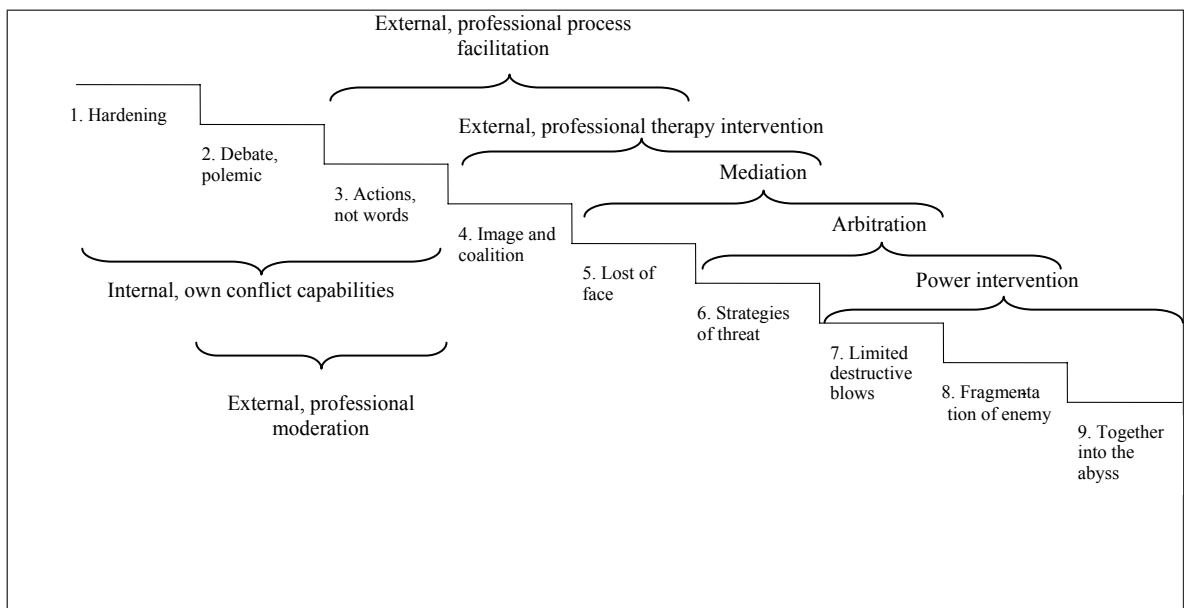 External, professional process
facilitation
1. Hardening
External, professional therapy intervention
2. Debate,
polemic
Mediation
3. Actions,
not words
Arbitration
4. Image and
coalition
5. Lost of
face
Power intervention
Internal, own conflict capabilities
6. Strategies
of threat
7. Limited
destructive
blows
8. Fragmenta-
tion of enemy
External, professional
moderation
9. Together
into the
abyss